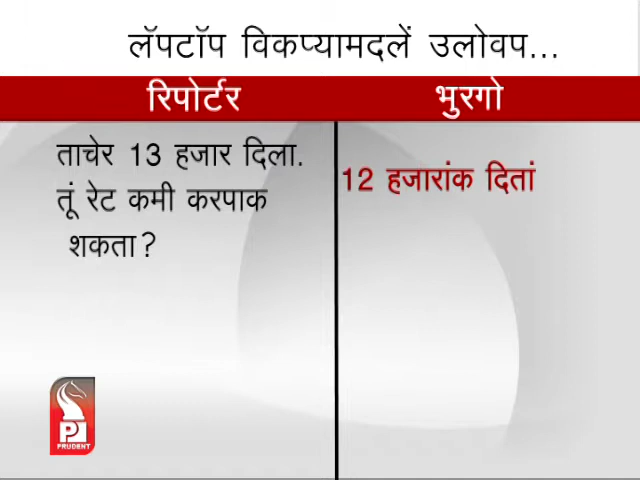 लॅपटॉप विकप्यामदलें उलोवप...
रिपोर्टर
भुरगो
ताचेर 13 हजार दिला.
तूं रेट कमी करपाक
शकता?
12 हजारांक दितां
PRUDENT